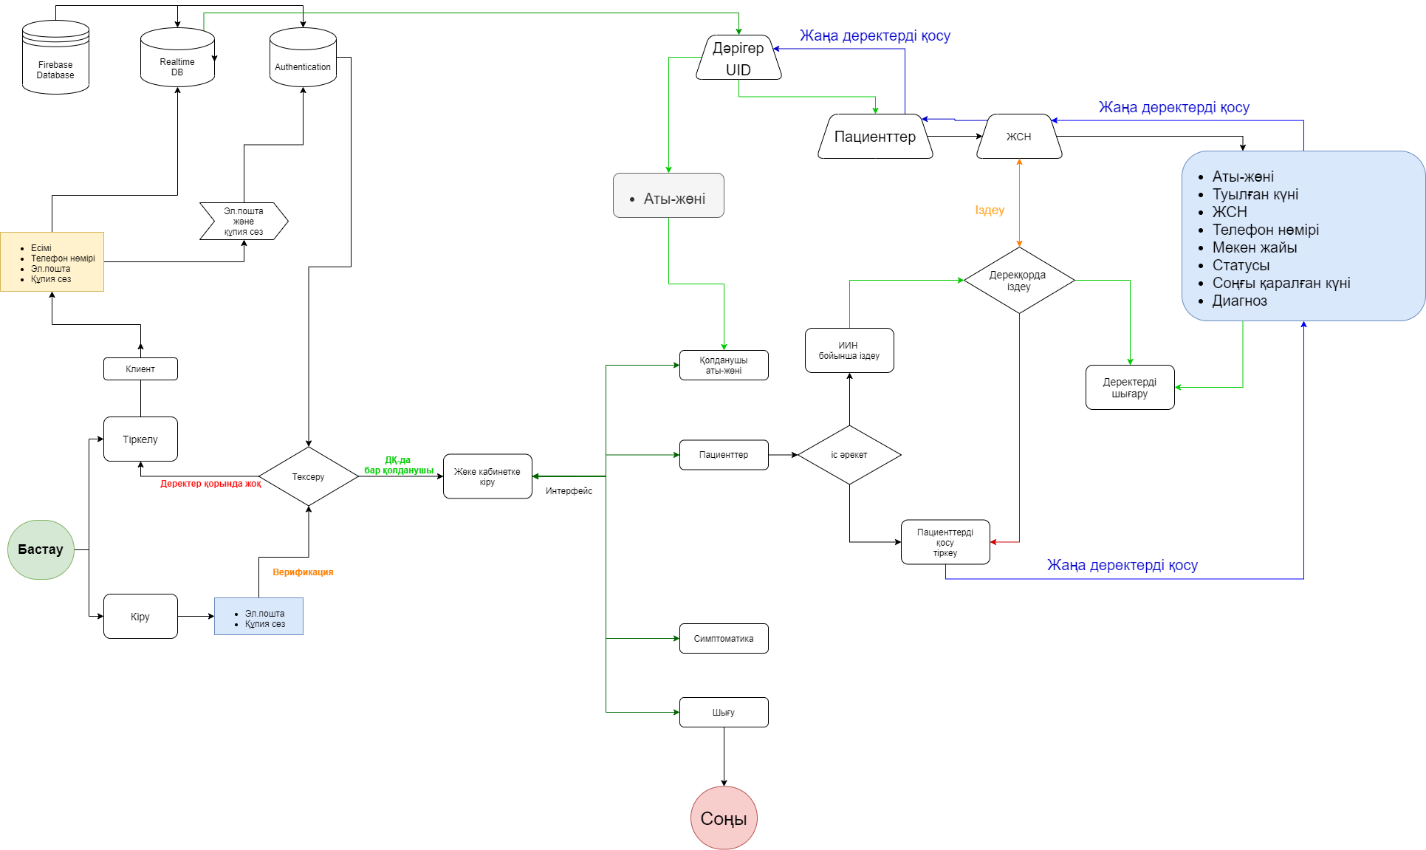 Firebase
Database
Realtime
DB
Authentication
Дәрігер
UID
Жаңа деректерді қосу
Пациенттер
ЖСН
Жаңа деректерді қосу
Аты-жөні
Туылған күні
ЖСН
Телефон нөмірі
Мекен жайы
Статусы
Соңғы қаралған күні
Диагноз
Аты-жөні
Іздеу
Эл.пошта
және
құпия сөз
Есімі
Телефон нөмірі
Эл.пошта
Құпия сөз
Дерекқорда
іздеу
ИИН
бойынша іздеу
Қолданушы
аты-жөні
Клиент
Деректерді
шығару
Тіркелу
Деректер қорында жоқ
Тексеру
ДҚ-да
бар қолданушы
Жеке кабинетке
кіру
Интерфейс
Пациенттер
іс әрекет
Пациенттерді
қосу
тіркеу
Жаңа деректерді қосу
Бастау
Верификация
Кіру
Эл.пошта
Құпия сөз
Симптоматика
Шығу
Соңы